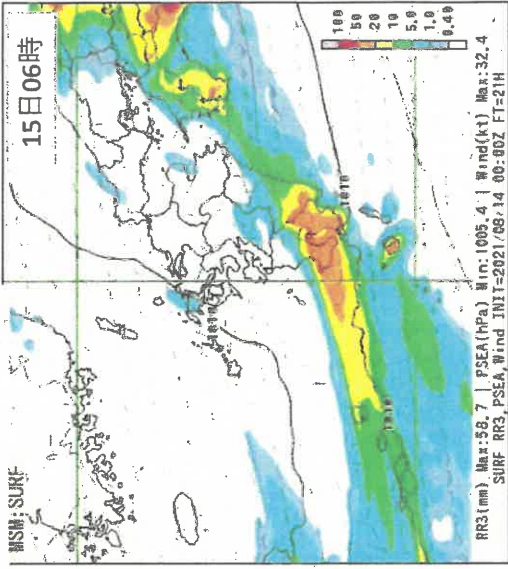 MSM:SURF
15日06時
100
50
20
10
5.0
1.0
0.40
1010
1010
1010
RR3(mm) Max:58.7 | PSEA(hPa) Min:1005.4 | Wind(kt) Max:32.4
SURF RR3,PSEA,Wind INIT=2021/08/14 00:00Z FT=21H